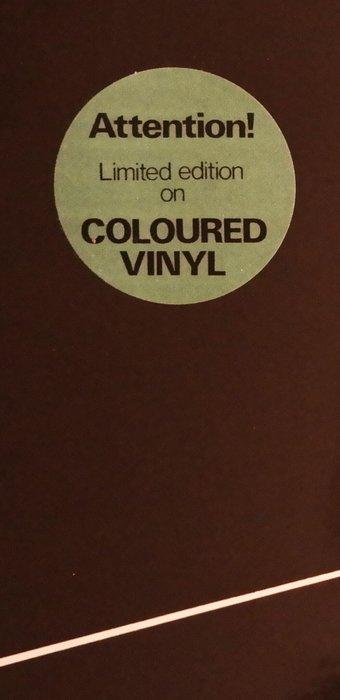 Attention!
Limited edition
on
COLOURED
VINYL